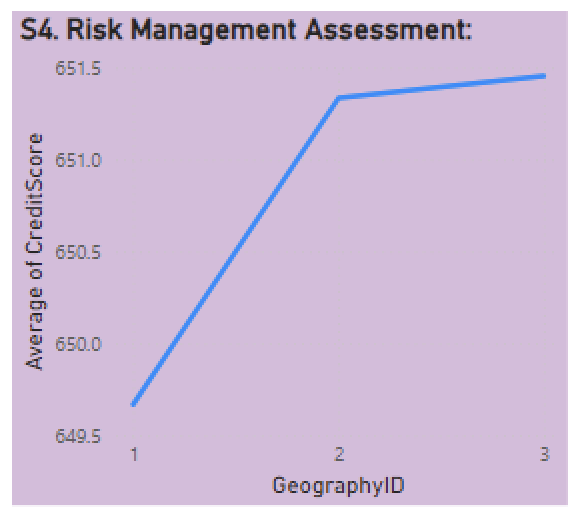 S4. Risk Management Assessment:
Average of CreditScore
651.5
651.0
650.5
650.0
649.5
1 2 3
GeographyID